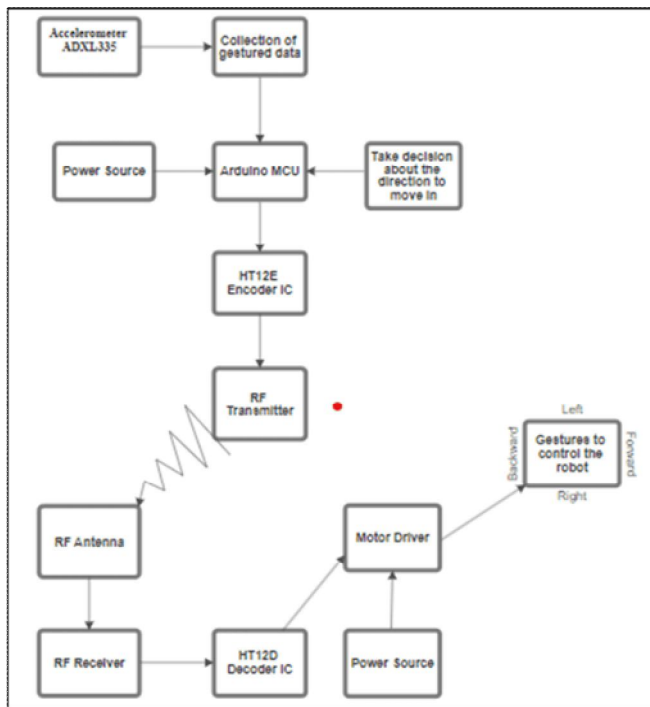 Accelerometer
ADXL335
Collection of
gestured data
Power Source
Arduino MCU
Take decision
about the
direction to
move in
HT12E
Encoder IC
RF
Transmitter
Left
Backward
Gestures to
control the
robot
Forward
Right
RF Antenna
Motor Driver
RF Receiver
HT12D
Decoder IC
Power Source